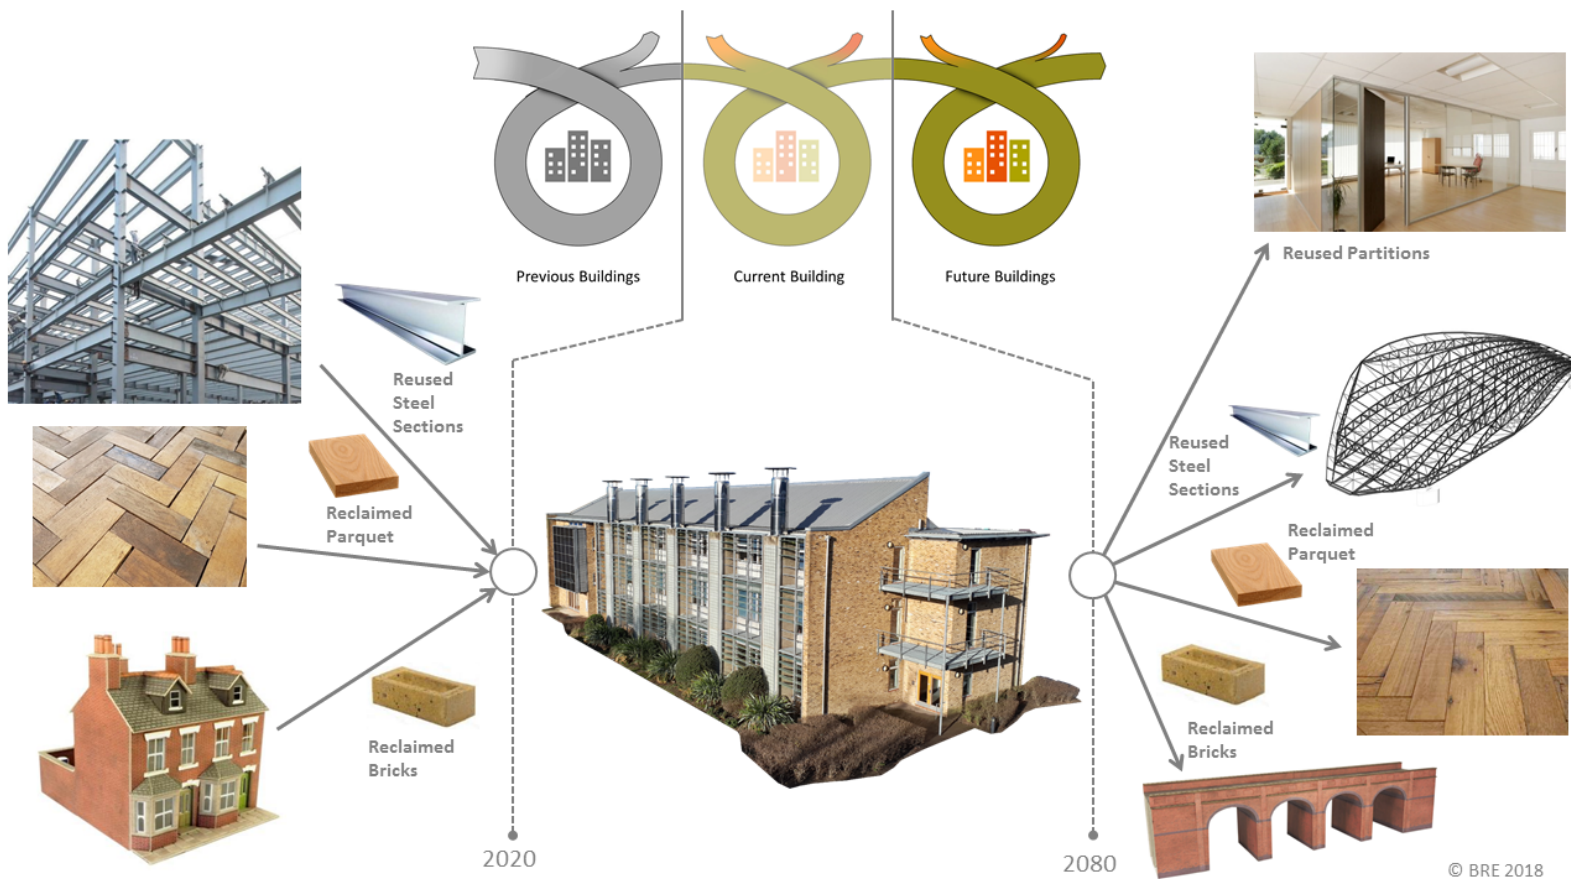 Previous Buildings
Current Building
Future Buildings
Reused Partitions
Reused
Steel
Sections
Reclaimed
Parquet
Reclaimed
Bricks
2020
Reused
Steel
Sections
Reclaimed
Parquet
Reclaimed
Bricks
2080
© BRE 2018